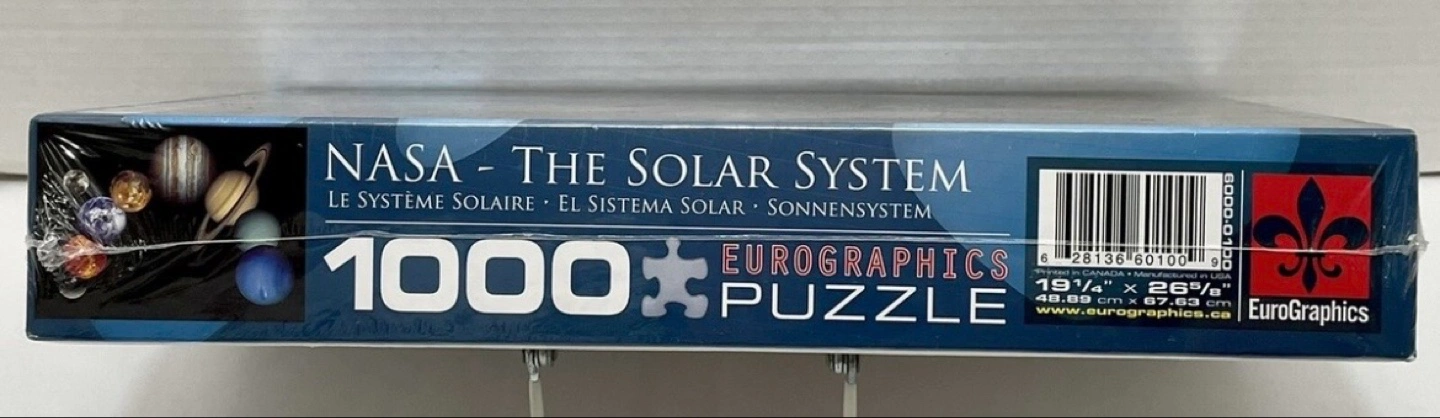 NASA - THE SOLAR SYSTEM
LE SYSTÈME SOLAIRE · EL SISTEMA SOLAR · SONNENSYSTEM
1000 EUROGRAPHICS
PUZZLE
6 28136 60100 9
6000-0100
Printed in CANADA • Manufactured in USA
19 1/4" x 26 5/8"
48.89 cm x 67.63 cm
www.eurographics.ca
EuroGraphics